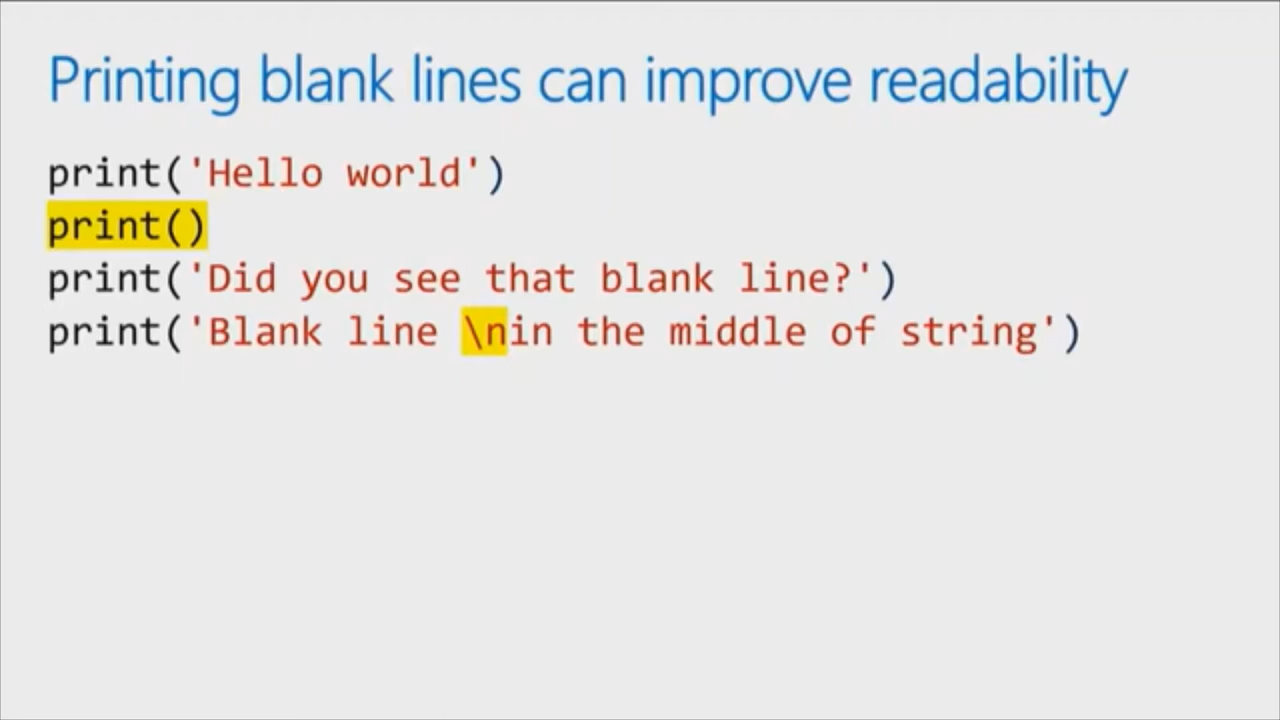 Printing blank lines can improve readability
print('Hello world')
print()
print('Did you see that blank line?')
print('Blank line \nin the middle of string')